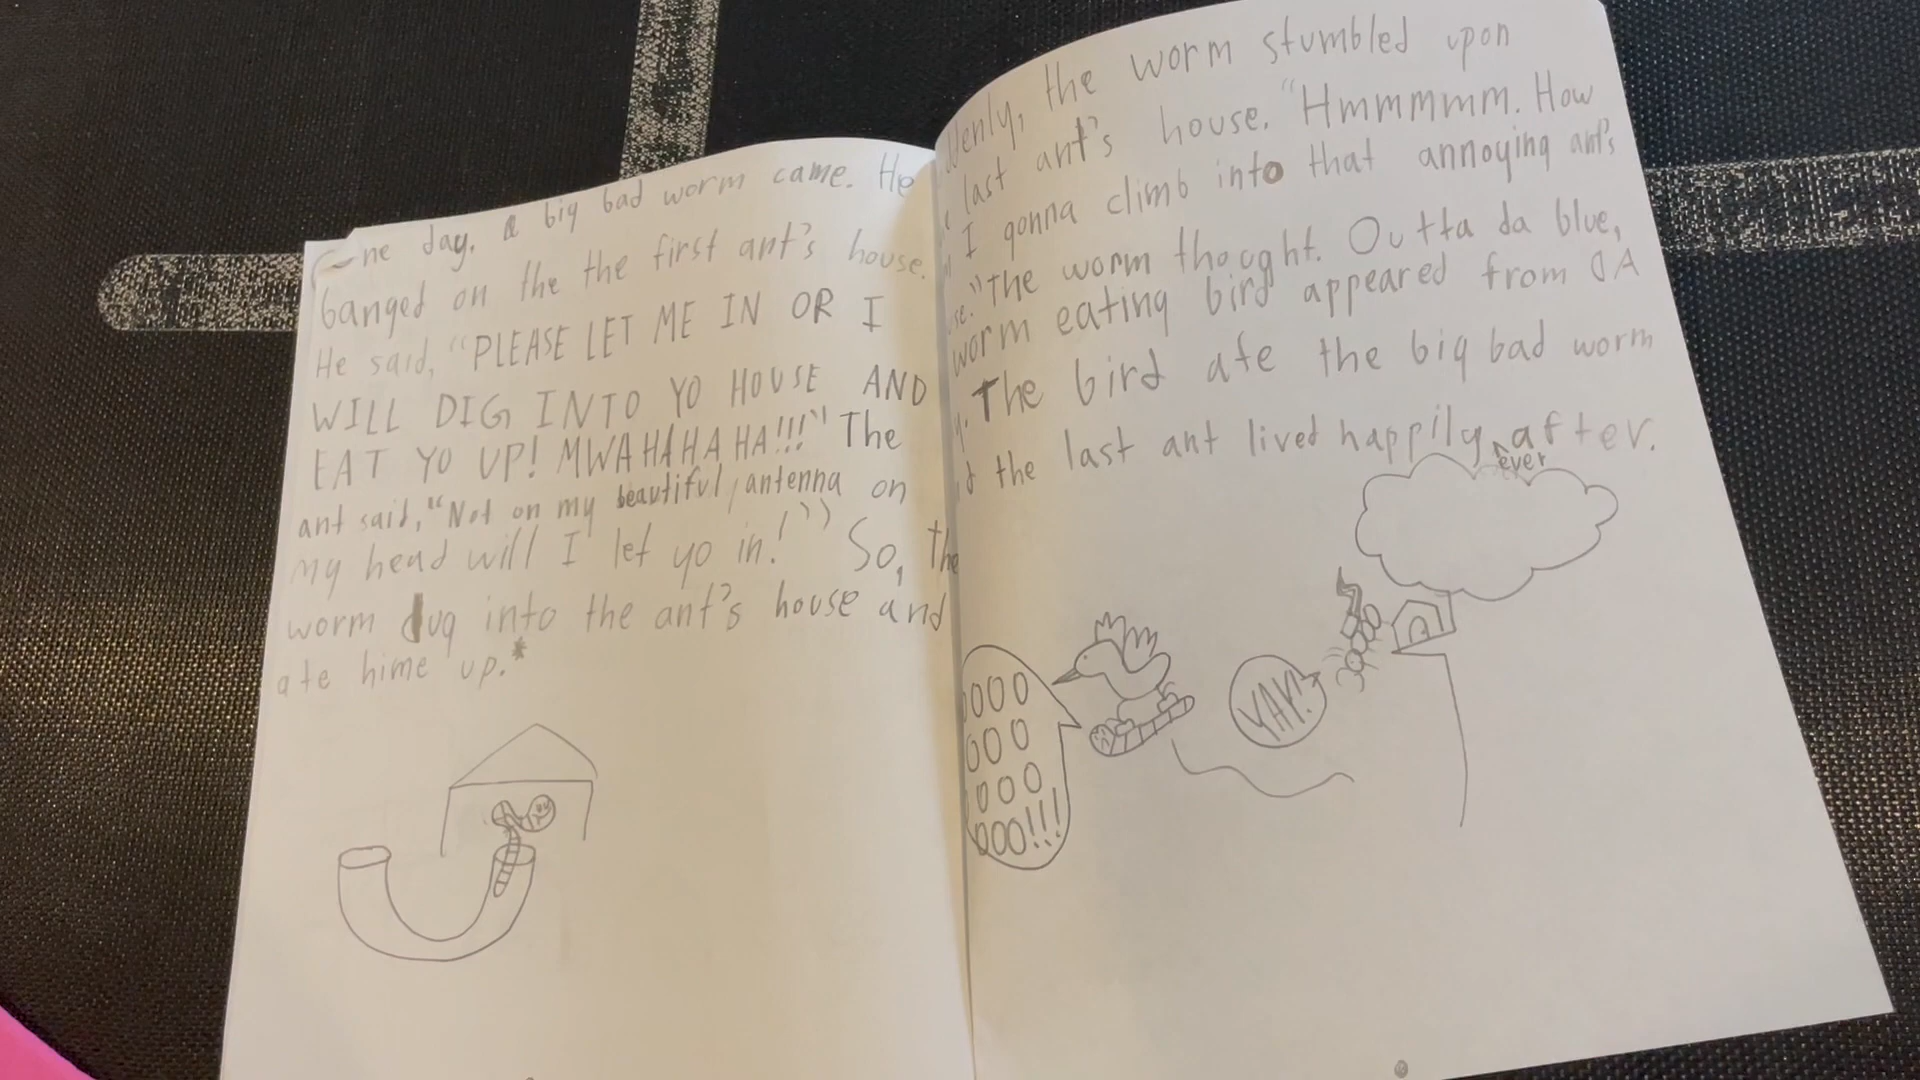 One day, a big bad worm came. He
banged on the the first ant's house.
He said, "PLEASE LET ME IN OR I
WILL DIG INTO YO HOUSE AND
EAT YO UP! MWAHAHAHA!!!" The
ant said, "Not on my beautiful, antenna on
my head will I let yo in!" So, the
worm dug into the ant's house and
ate hime up.*
the worm stumbled upon
last ant's house. "Hmmmmm. How
I gonna climb into that annoying ant's
" The worm thought. Outta da blue,
worm eating bird appeared from DA
The bird ate the big bad worm
the last ant lived happily ever after.
OOOO
OOO
OOO
OOO!!!
YAY!